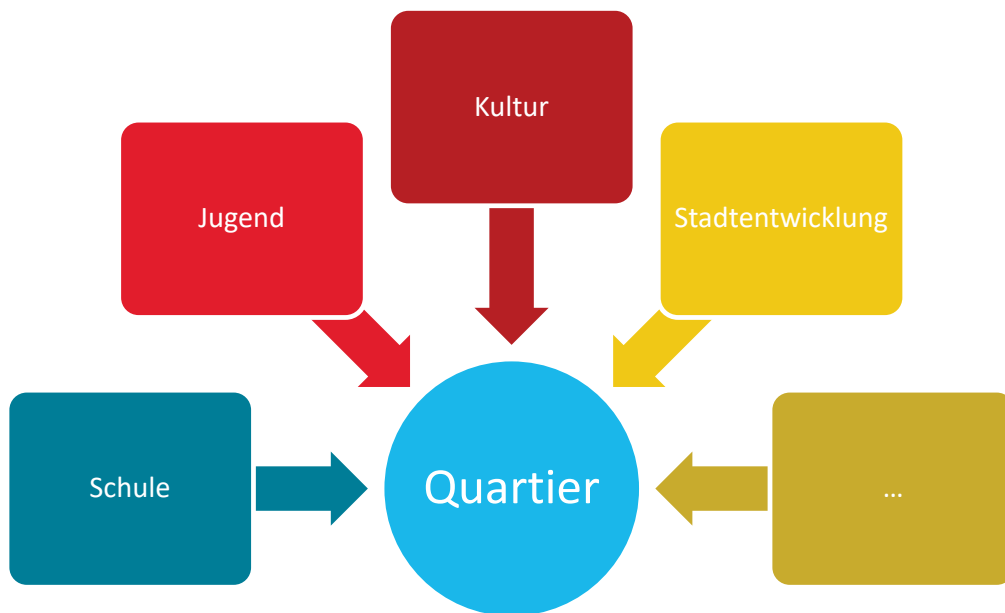 Kultur
Jugend
Stadtentwicklung
Schule
Quartier
...